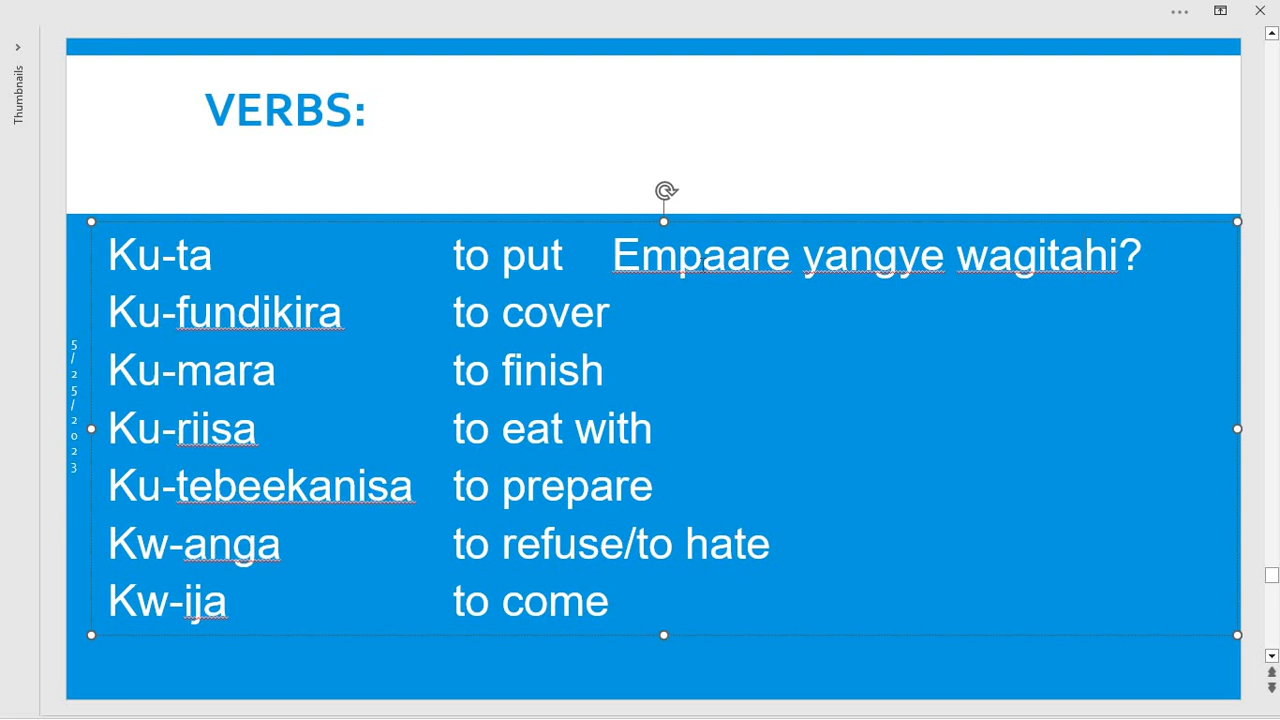 Thumbnails
VERBS:
Ku-ta to put Empaare yangye wagitahi?
Ku-fundikira to cover
Ku-mara to finish
Ku-riisa to eat with
Ku-tebeekanisa to prepare
Kw-anga to refuse/to hate
Kw-ija to come
5/25/2023